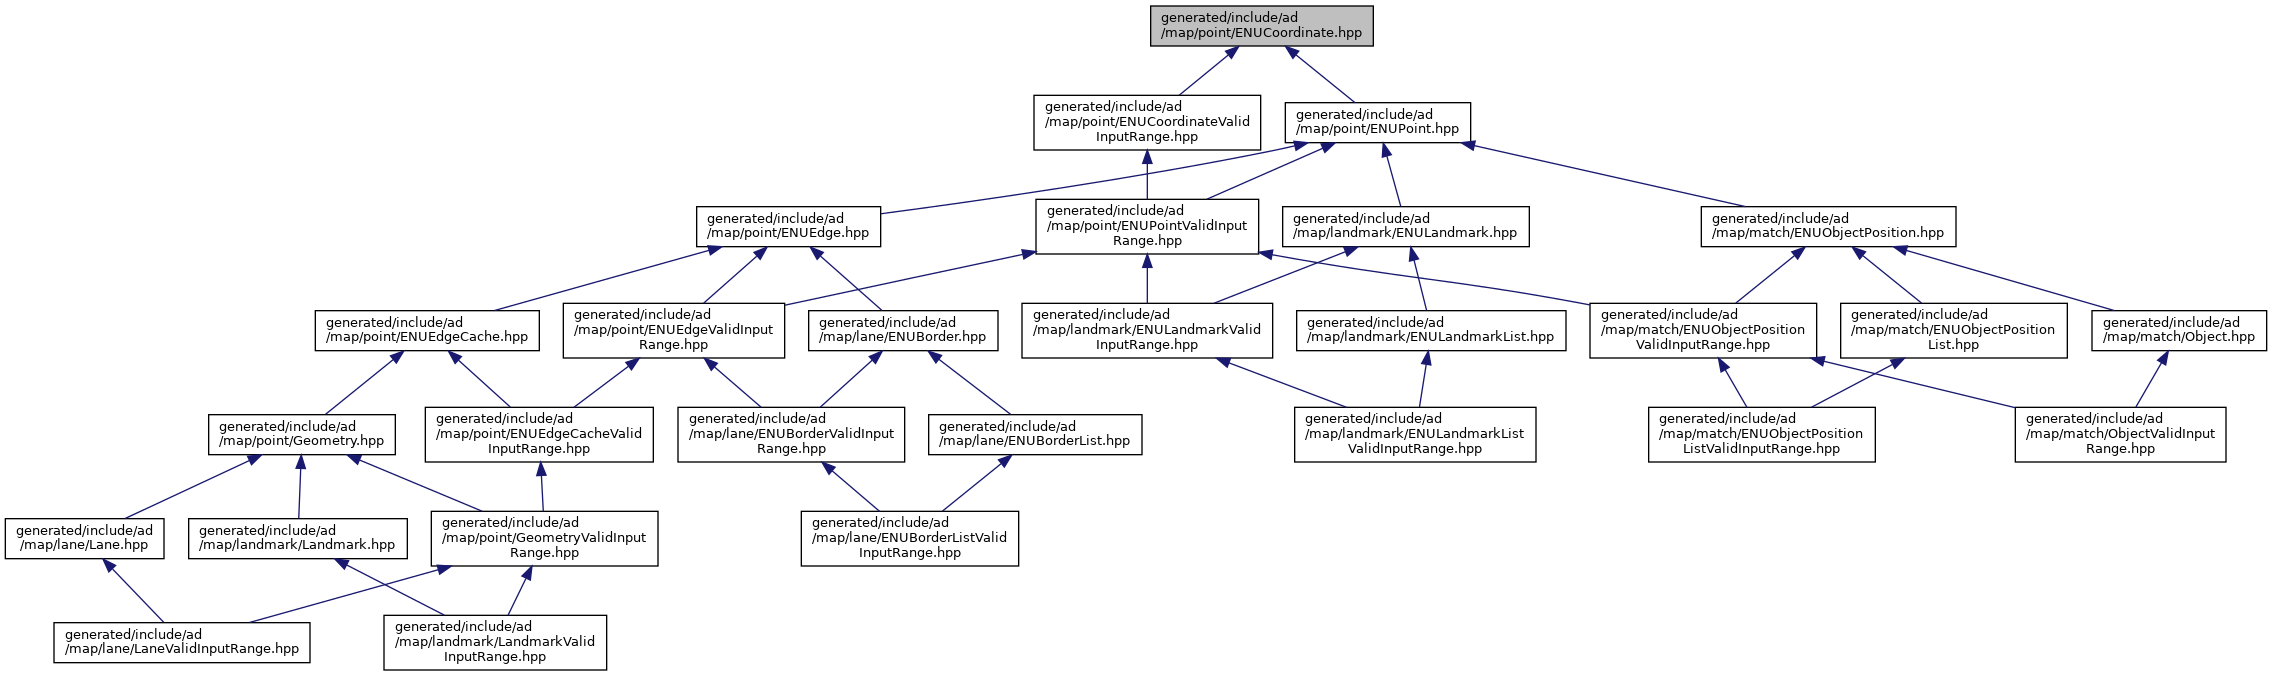 generated/include/ad
/map/point/ENUCoordinate.hpp
generated/include/ad
/map/point/ENUCoordinateValid
InputRange.hpp
generated/include/ad
/map/point/ENUPoint.hpp
generated/include/ad
/map/point/ENUEdge.hpp
generated/include/ad
/map/point/ENUPointValidInput
Range.hpp
generated/include/ad
/map/landmark/ENULandmark.hpp
generated/include/ad
/map/match/ENUObjectPosition.hpp
generated/include/ad
/map/point/ENUEdgeCache.hpp
generated/include/ad
/map/point/ENUEdgeValidInput
Range.hpp
generated/include/ad
/map/lane/ENUBorder.hpp
generated/include/ad
/map/landmark/ENULandmarkValid
InputRange.hpp
generated/include/ad
/map/landmark/ENULandmarkList.hpp
generated/include/ad
/map/match/ENUObjectPosition
ValidInputRange.hpp
generated/include/ad
/map/match/ENUObjectPosition
List.hpp
generated/include/ad
/map/match/Object.hpp
generated/include/ad
/map/point/Geometry.hpp
generated/include/ad
/map/point/ENUEdgeCacheValid
InputRange.hpp
generated/include/ad
/map/lane/ENUBorderValidInput
Range.hpp
generated/include/ad
/map/lane/ENUBorderList.hpp
generated/include/ad
/map/landmark/ENULandmarkList
ValidInputRange.hpp
generated/include/ad
/map/match/ENUObjectPosition
ListValidInputRange.hpp
generated/include/ad
/map/match/ObjectValidInput
Range.hpp
generated/include/ad
/map/lane/Lane.hpp
generated/include/ad
/map/landmark/Landmark.hpp
generated/include/ad
/map/point/GeometryValidInput
Range.hpp
generated/include/ad
/map/lane/ENUBorderListValid
InputRange.hpp
generated/include/ad
/map/lane/LaneValidInputRange.hpp
generated/include/ad
/map/landmark/LandmarkValid
InputRange.hpp